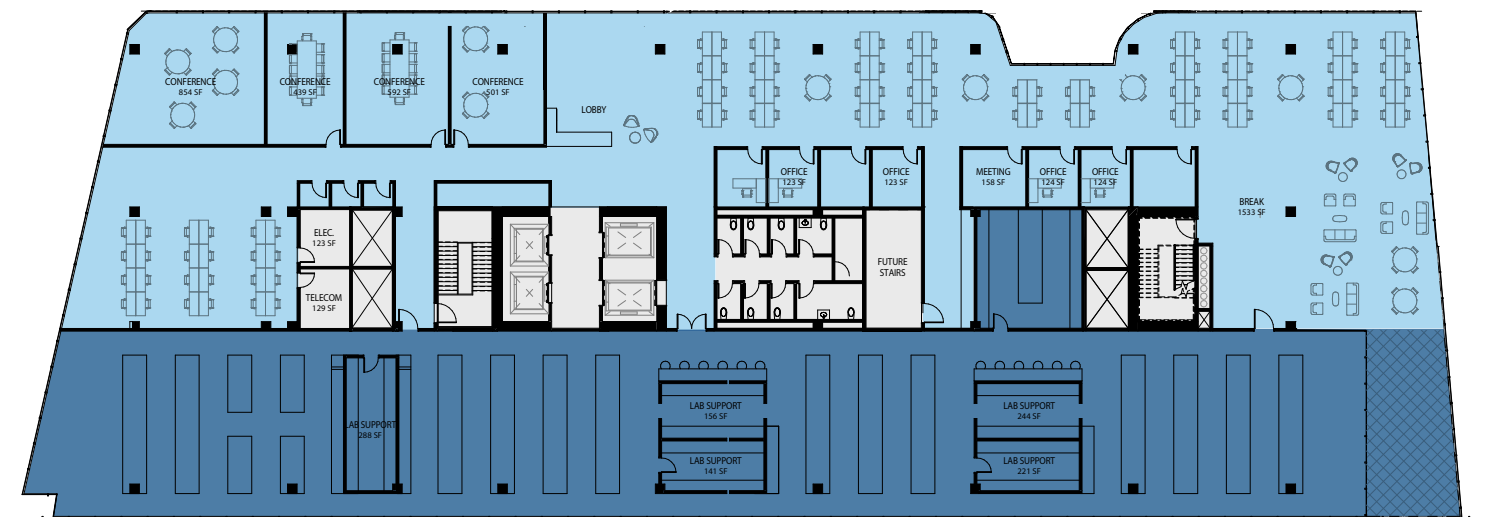 CONFERENCE
854 SF
CONFERENCE
439 SF
CONFERENCE
592 SF
CONFERENCE
501 SF
LOBBY
OFFICE
123 SF
OFFICE
123 SF
MEETING
158 SF
OFFICE
124 SF
OFFICE
124 SF
BREAK
1533 SF
ELEC.
123 SF
TELECOM
129 SF
FUTURE
STAIRS
LAB SUPPORT
288 SF
LAB SUPPORT
156 SF
LAB SUPPORT
141 SF
LAB SUPPORT
244 SF
LAB SUPPORT
221 SF